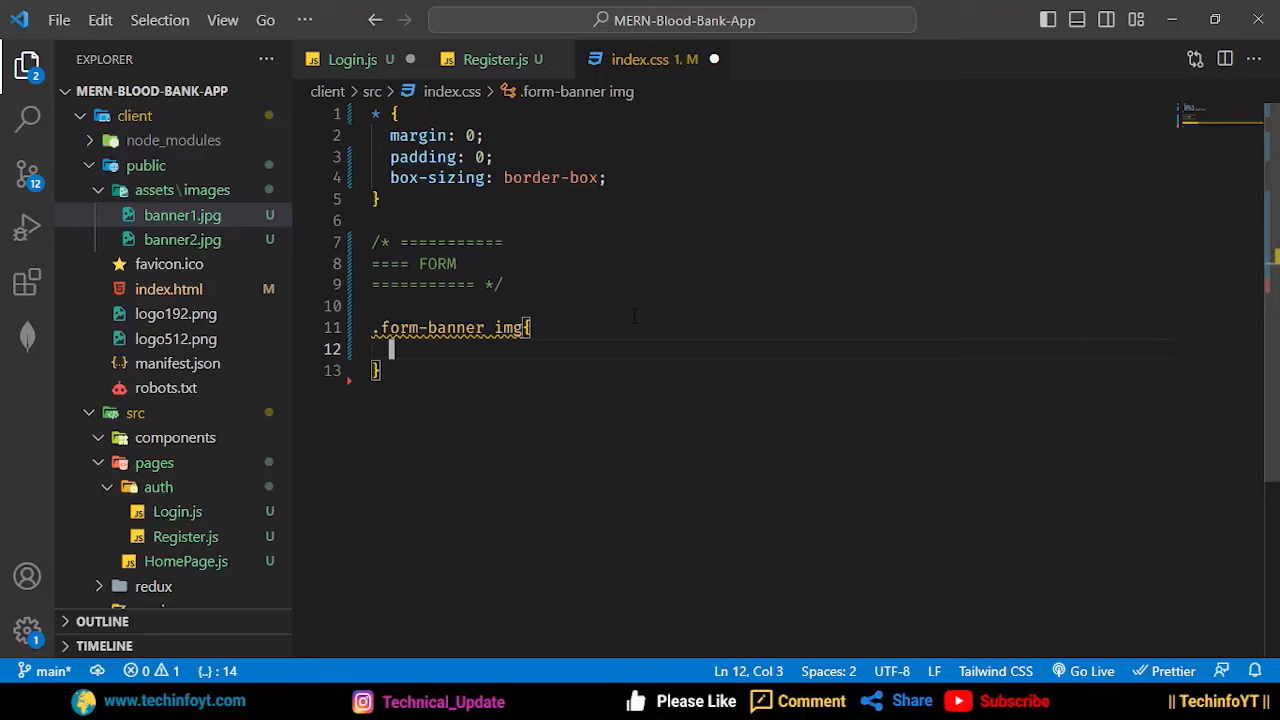 File Edit Selection View Go ··· MERN-Blood-Bank-App
EXPLORER ···
MERN-BLOOD-BANK-APP
client
node_modules
public
assets\images
banner1.jpg U
banner2.jpg U
favicon.ico
index.html M
logo192.png
logo512.png
manifest.json
robots.txt
src
components
pages
auth
Login.js U
Register.js U
HomePage.js U
redux
OUTLINE
TIMELINE
2
12
1
Login.js U Register.js U index.css 1, M
client > src > index.css > .form-banner img
1 * {
2 margin: 0;
3 padding: 0;
4 box-sizing: border-box;
5 }
6
7 /* ===========
8 ==== FORM
9 =========== */
10
11 .form-banner img{
12
13 }
main* 0 1 {..} : 14 Ln 12, Col 3 Spaces: 2 UTF-8 LF Tailwind CSS Go Live Prettier
www.techinfoyt.com Technical_Update Please Like Comment Share Subscribe || TechinfoYT ||